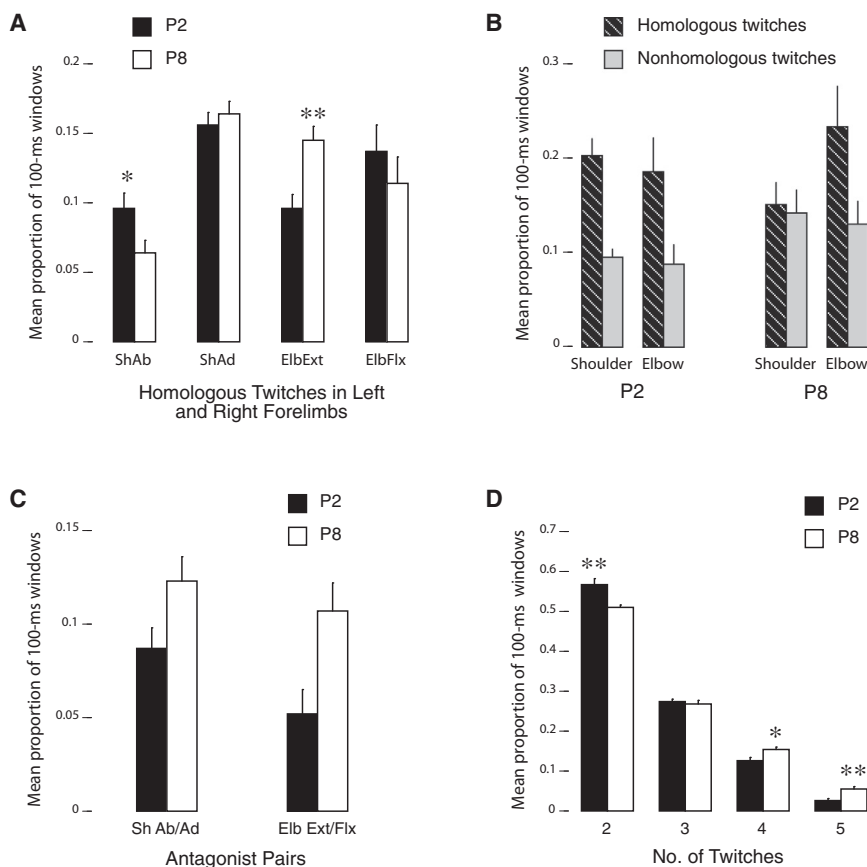 A
P2
P8
Mean proportion of 100-ms windows
0.2
0.15
0.1
0.05
0
*
**
ShAb
ShAd
ElbExt
ElbFlx
Homologous Twitches in Left
and Right Forelimbs
B
Homologous twitches
Nonhomologous twitches
Mean proportion of 100-ms windows
0.3
0.2
0.1
0
Shoulder
Elbow
Shoulder
Elbow
P2
P8
C
P2
P8
Mean proportion of 100-ms windows
0.15
0.1
0.05
0
Sh Ab/Ad
Elb Ext/Flx
Antagonist Pairs
D
P2
P8
Mean proportion of 100-ms windows
0.7
0.6
0.5
0.4
0.3
0.2
0.1
0
**
*
**
2
3
4
5
No. of Twitches